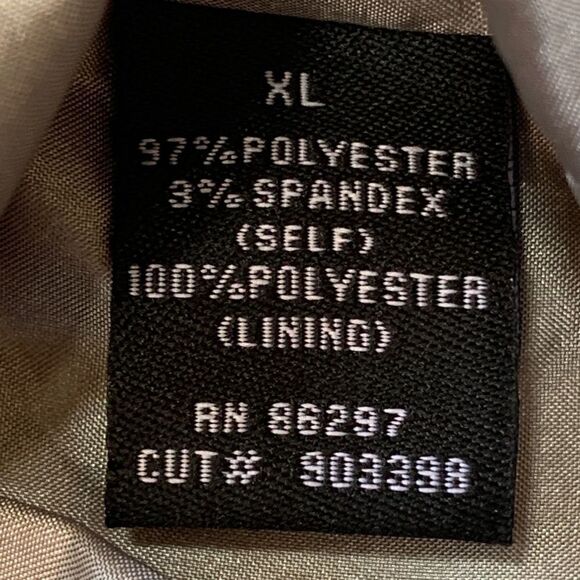 XL
97% POLYESTER
3% SPANDEX
(SELF)
100% POLYESTER
(LINING)
RN 86297
CUT# 903398